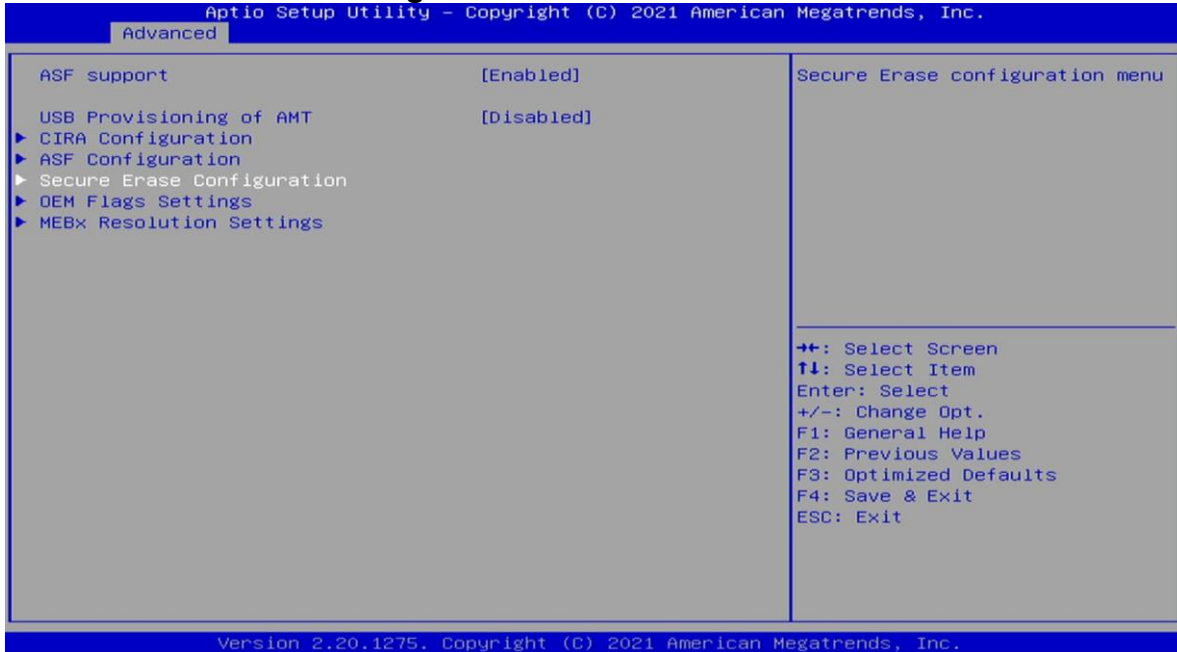 Aptio Setup Utility – Copyright (C) 2021 American Megatrends, Inc.
Advanced
ASF support [Enabled]
USB Provisioning of AMT [Disabled]
► CIRA Configuration
► ASF Configuration
► Secure Erase Configuration
► OEM Flags Settings
► MEBx Resolution Settings
Secure Erase configuration menu
→←: Select Screen
↑↓: Select Item
Enter: Select
+/-: Change Opt.
F1: General Help
F2: Previous Values
F3: Optimized Defaults
F4: Save & Exit
ESC: Exit
Version 2.20.1275. Copyright (C) 2021 American Megatrends, Inc.